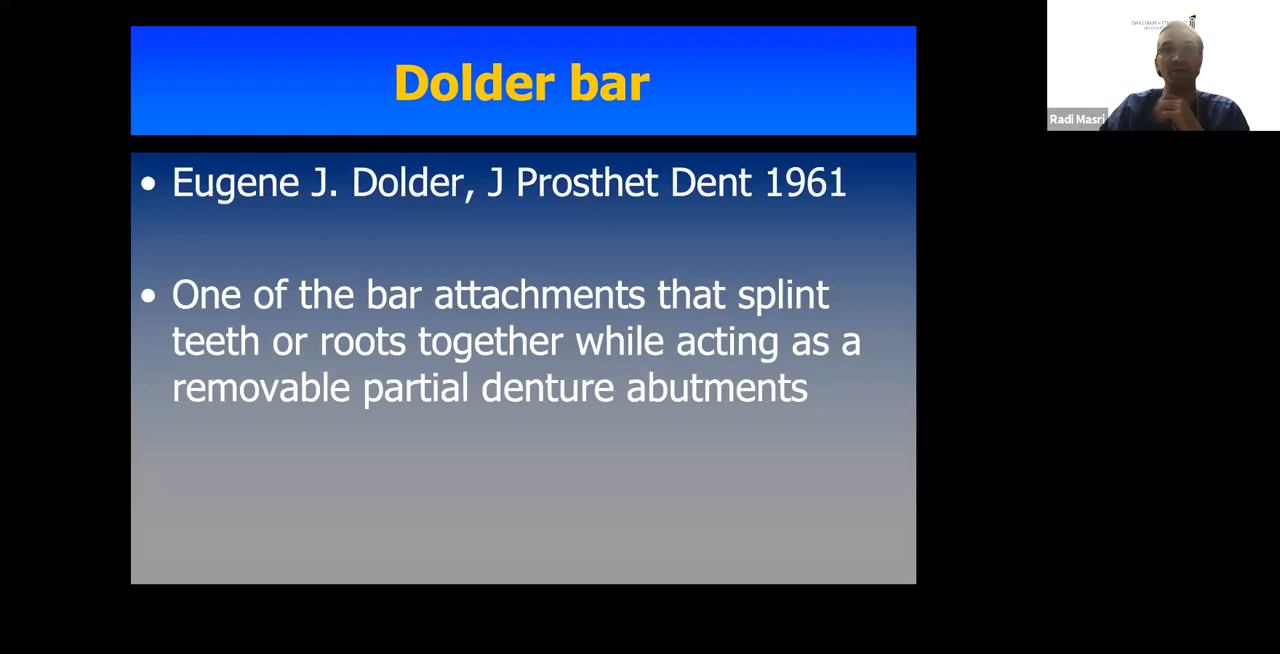 Dolder bar
• Eugene J. Dolder, J Prosthet Dent 1961
• One of the bar attachments that splint
teeth or roots together while acting as a
removable partial denture abutments
Radi Masri